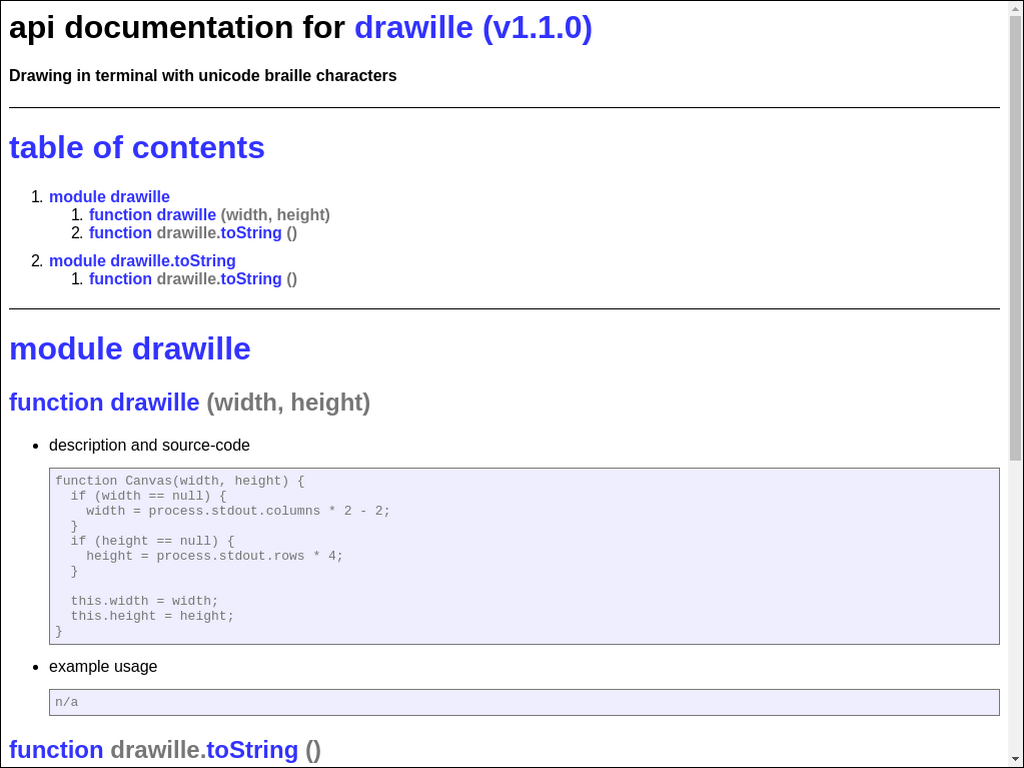 api documentation for drawille (v1.1.0)
Drawing in terminal with unicode braille characters
table of contents
1. module drawille
1. function drawille (width, height)
2. function drawille.toString ()
2. module drawille.toString
1. function drawille.toString ()
module drawille
function drawille (width, height)
• description and source-code
function Canvas(width, height) {
  if (width == null) {
    width = process.stdout.columns * 2 - 2;
  }
  if (height == null) {
    height = process.stdout.rows * 4;
  }
  this.width = width;
  this.height = height;
}
• example usage
n/a
function drawille.toString ()